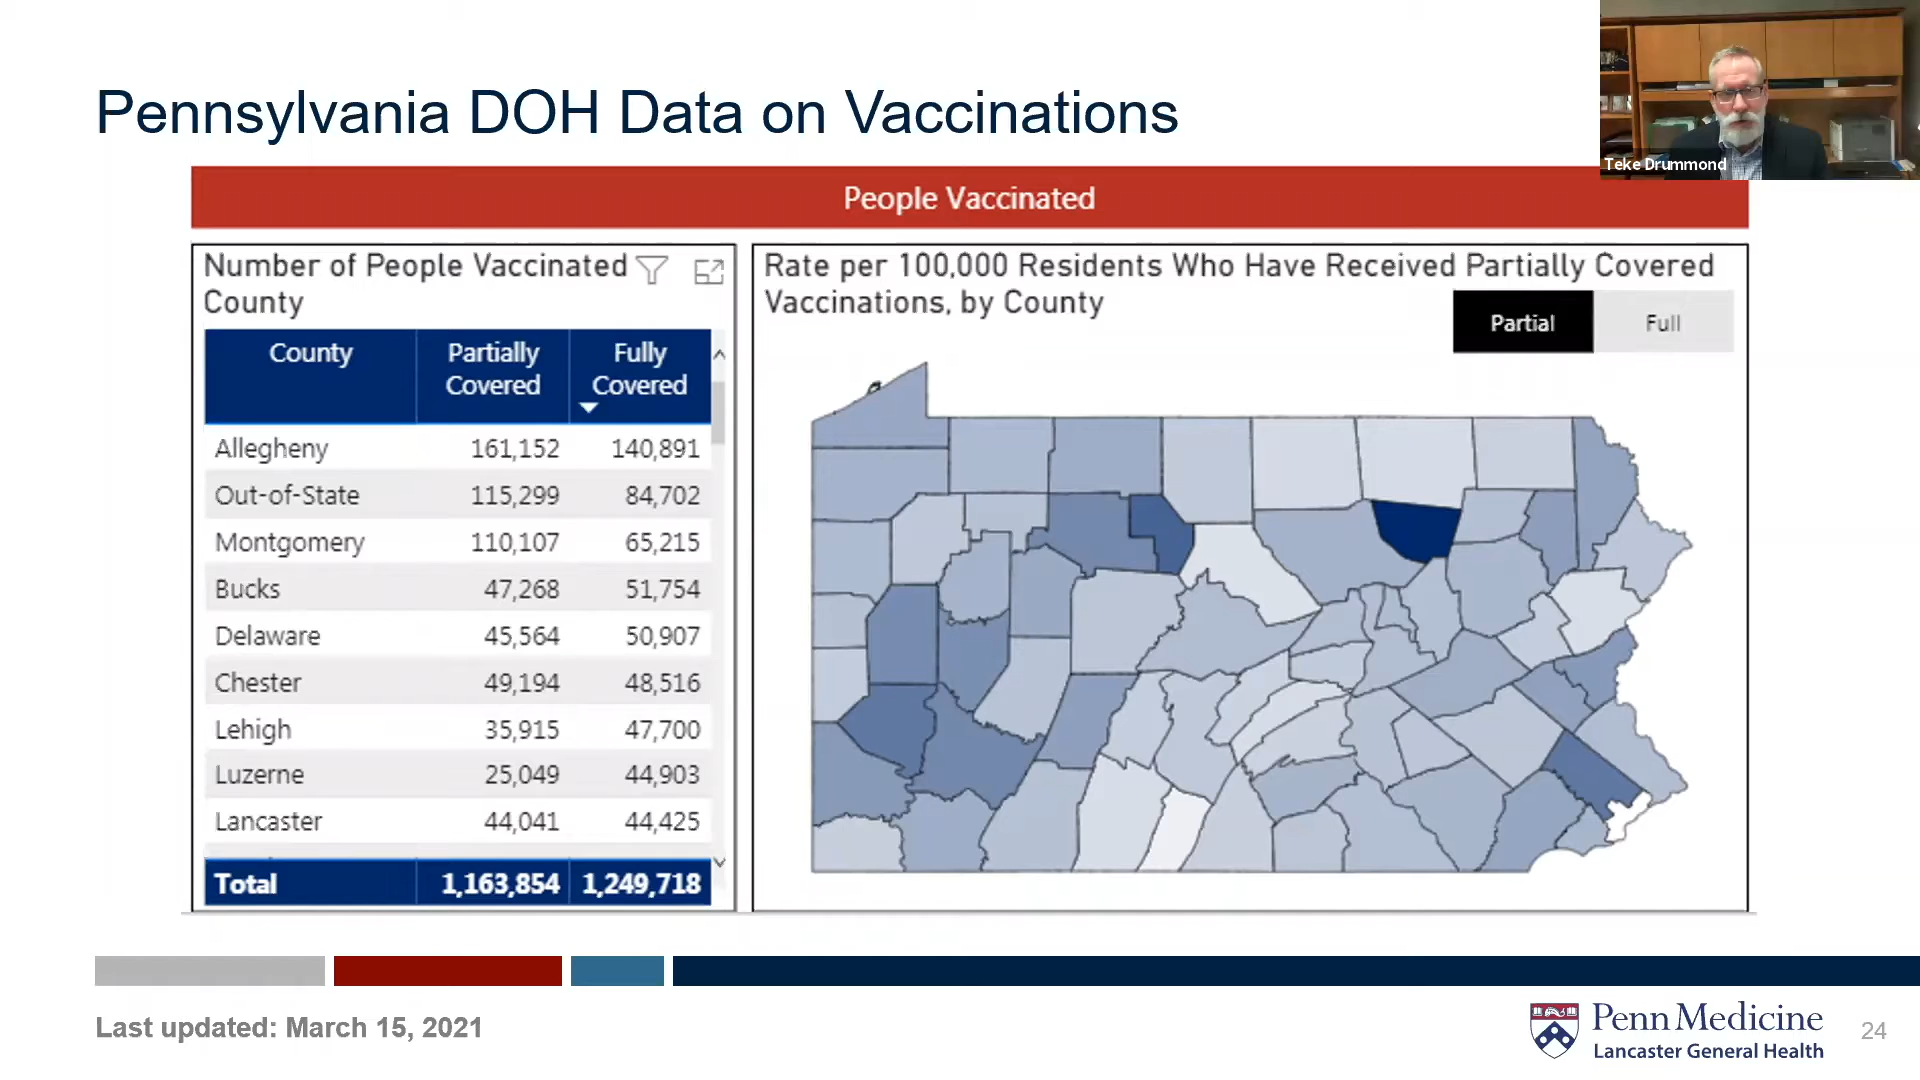 Pennsylvania DOH Data on Vaccinations
Teke Drummond
People Vaccinated
Number of People Vaccinated
County
County Partially Covered Fully Covered
Allegheny 161,152 140,891
Out-of-State 115,299 84,702
Montgomery 110,107 65,215
Bucks 47,268 51,754
Delaware 45,564 50,907
Chester 49,194 48,516
Lehigh 35,915 47,700
Luzerne 25,049 44,903
Lancaster 44,041 44,425
Total 1,163,854 1,249,718
Rate per 100,000 Residents Who Have Received Partially Covered
Vaccinations, by County
Partial Full
Last updated: March 15, 2021
Penn Medicine
Lancaster General Health
24